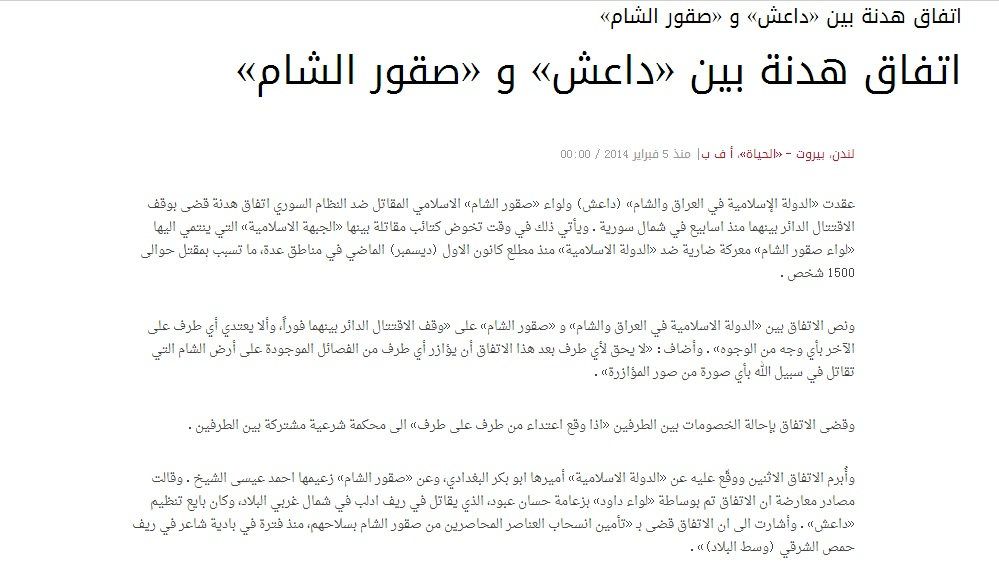 اتفاق هدنة بين «داعش» و «صقور الشام»
اتفاق هدنة بين «داعش» و «صقور الشام»
لندن، بيروت - «الحياة»، أ ف ب| منذ 5 فبراير 2014 / 00:00
عقدت «الدولة الإسلامية في العراق والشام» (داعش) ولواء «صقور الشام» الاسلامي المقاتل ضد النظام السوري اتفاق هدنة قضى بوقف
الاقتتال الدائر بينهما منذ اسابيع في شمال سورية . ويأتي ذلك في وقت تخوض كتائب مقاتلة بينها «الجبهة الاسلامية» التي ينتمي اليها
«لواء صقور الشام» معركة ضارية ضد «الدولة الاسلامية» منذ مطلع كانون الاول (ديسمبر) الماضي في مناطق عدة، ما تسبب بمقتل حوالى
1500 شخص .
ونص الاتفاق بين «الدولة الاسلامية في العراق والشام» و «صقور الشام» على «وقف الاقتتال الدائر بينهما فوراً، وألا يعتدي أي طرف على
الآخر بأي وجه من الوجوه» . وأضاف: «لا يحق لأي طرف بعد هذا الاتفاق أن يؤازر أي طرف من الفصائل الموجودة على أرض الشام التي
تقاتل في سبيل الله بأي صورة من صور المؤازرة» .
وقضى الاتفاق بإحالة الخصومات بين الطرفين «اذا وقع اعتداء من طرف على طرف» الى محكمة شرعية مشتركة بين الطرفين .
وأُبرم الاتفاق الاثنين ووقّع عليه عن «الدولة الاسلامية» أميرها ابو بكر البغدادي، وعن «صقور الشام» زعيمها احمد عيسى الشيخ . وقالت
مصادر معارضة ان الاتفاق تم بوساطة «لواء داود» بزعامة حسان عبود، الذي يقاتل في ريف ادلب في شمال غربي البلاد، وكان بايع تنظيم
«داعش» . وأشارت الى ان الاتفاق قضى بـ «تأمين انسحاب العناصر المحاصرين من صقور الشام بسلاحهم، منذ فترة في بادية شاعر في ريف
حمص الشرقي (وسط البلاد)» .